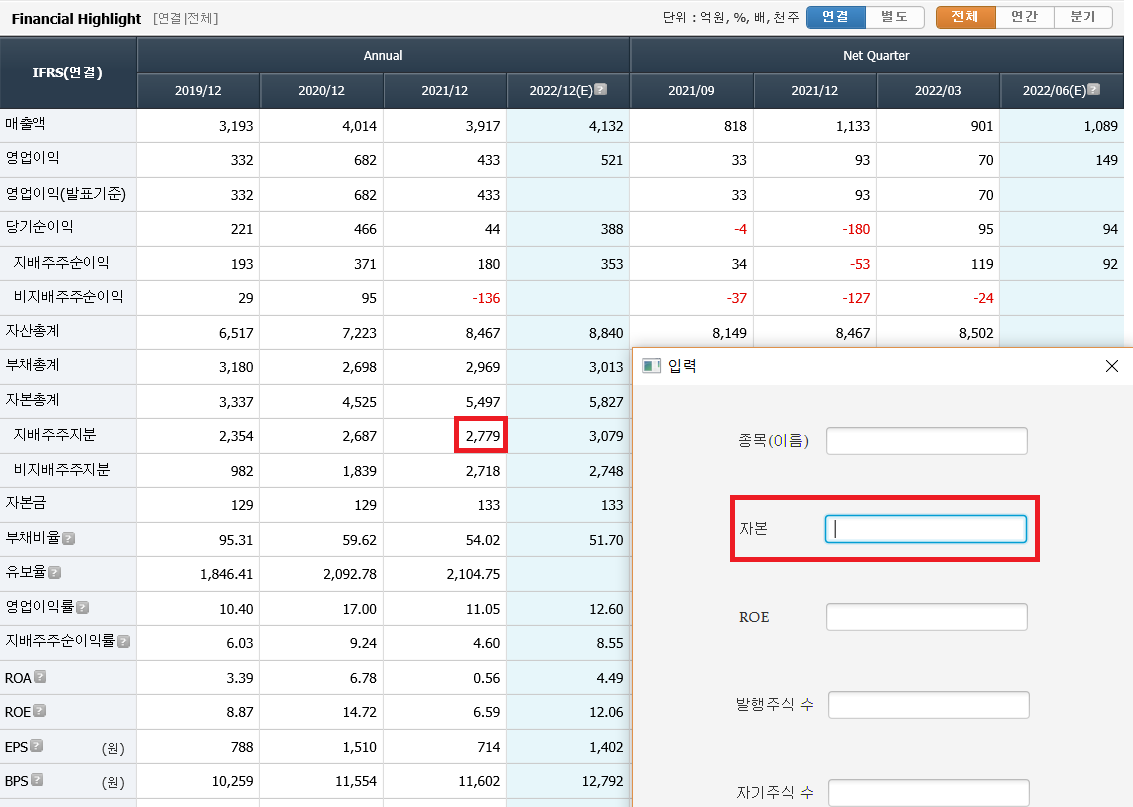 Financial Highlight [연결|전체] 단위 : 억원, %, 배, 천주 연결 별도 전체 연간 분기
IFRS(연결) Annual Net Quarter
2019/12 2020/12 2021/12 2022/12(E) 2021/09 2021/12 2022/03 2022/06(E)
매출액 3,193 4,014 3,917 4,132 818 1,133 901 1,089
영업이익 332 682 433 521 33 93 70 149
영업이익(발표기준) 332 682 433 33 93 70
당기순이익 221 466 44 388 -4 -180 95 94
지배주주순이익 193 371 180 353 34 -53 119 92
비지배주주순이익 29 95 -136 -37 -127 -24
자산총계 6,517 7,223 8,467 8,840 8,149 8,467 8,502
부채총계 3,180 2,698 2,969 3,013
자본총계 3,337 4,525 5,497 5,827
지배주주지분 2,354 2,687 2,779 3,079
비지배주주지분 982 1,839 2,718 2,748
자본금 129 129 133 133
부채비율 95.31 59.62 54.02 51.70
유보율 1,846.41 2,092.78 2,104.75
영업이익률 10.40 17.00 11.05 12.60
지배주주순이익률 6.03 9.24 4.60 8.55
ROA 3.39 6.78 0.56 4.49
ROE 8.87 14.72 6.59 12.06
EPS (원) 788 1,510 714 1,402
BPS (원) 10,259 11,554 11,602 12,792
입력
종목(이름)
자본
ROE
발행주식 수
자기주식 수